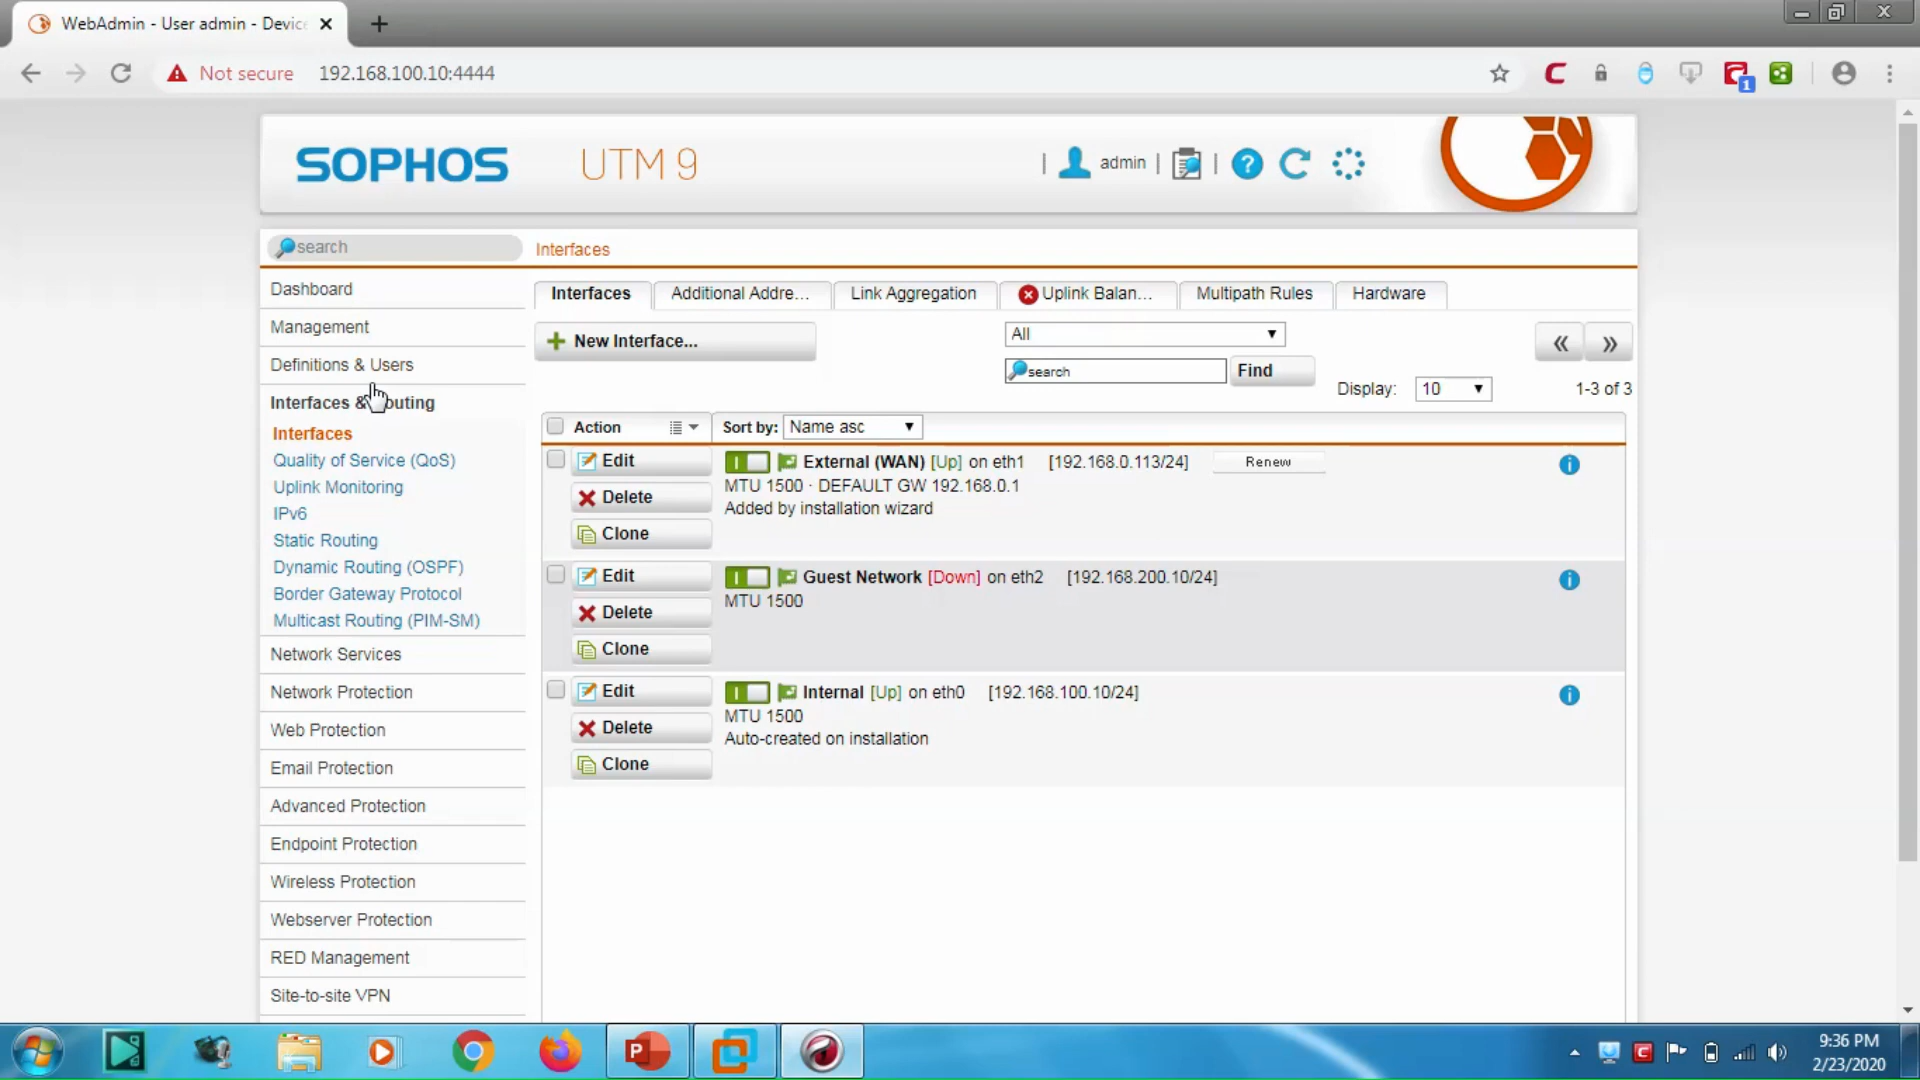 WebAdmin - User admin - Device
Not secure
192.168.100.10:4444
1
SOPHOS
UTM 9
admin
?
search
Interfaces
Dashboard
Management
Definitions & Users
Interfaces & Routing
Interfaces
Quality of Service (QoS)
Uplink Monitoring
IPv6
Static Routing
Dynamic Routing (OSPF)
Border Gateway Protocol
Multicast Routing (PIM-SM)
Network Services
Network Protection
Web Protection
Email Protection
Advanced Protection
Endpoint Protection
Wireless Protection
Webserver Protection
RED Management
Site-to-site VPN
Interfaces
Additional Addre...
Link Aggregation
Uplink Balan...
Multipath Rules
Hardware
New Interface...
All
search
Find
Display: 10
1-3 of 3
Action
Sort by: Name asc
Edit
Delete
Clone
External (WAN) [Up] on eth1 [192.168.0.113/24] Renew
MTU 1500 · DEFAULT GW 192.168.0.1
Added by installation wizard
Edit
Delete
Clone
Guest Network [Down] on eth2 [192.168.200.10/24]
MTU 1500
Edit
Delete
Clone
Internal [Up] on eth0 [192.168.100.10/24]
MTU 1500
Auto-created on installation
9:36 PM
2/23/2020